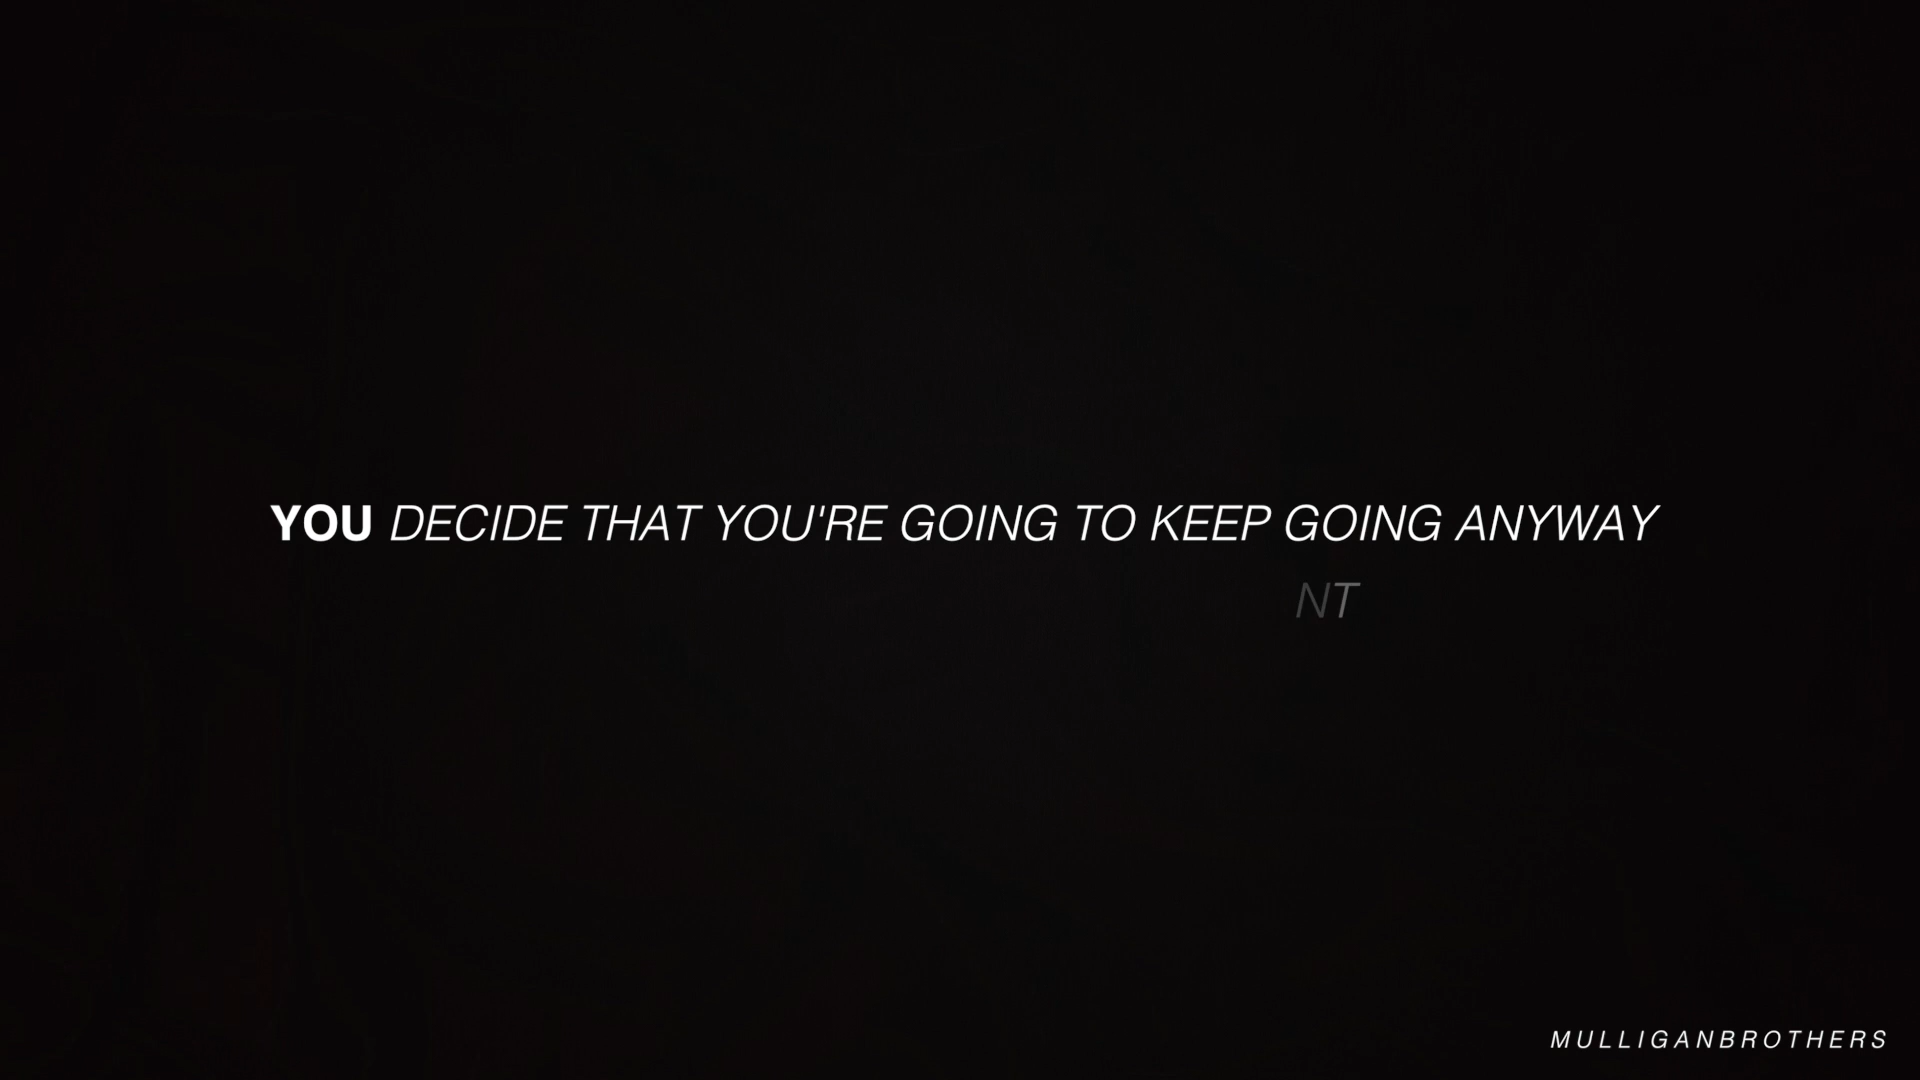 YOU DECIDE THAT YOU'RE GOING TO KEEP GOING ANYWAY
NT
MULLIGANBROTHERS